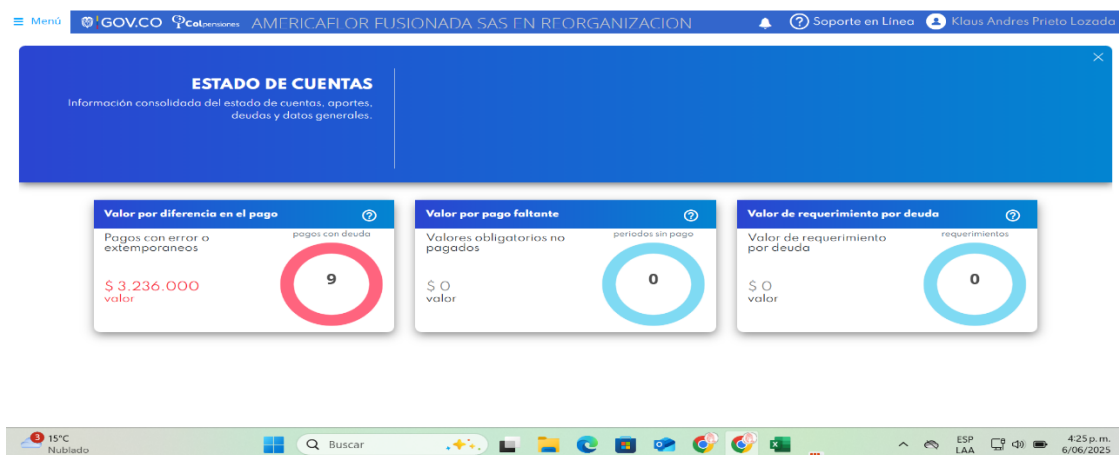 ≡ Menú GOV.CO Colpensiones AMERICAFLOR FUSIONADA SAS EN REORGANIZACION Soporte en Línea Klaus Andres Prieto Lozada
ESTADO DE CUENTAS
Información consolidada del estado de cuentas, aportes,
deudas y datos generales.
Valor por diferencia en el pago
Pagos con error o
extemporaneos
pagos con deuda
9
$ 3.236.000
valor
Valor por pago faltante
Valores obligatorios no
pagados
periodos sin pago
0
$ 0
valor
Valor de requerimiento por deuda
Valor de requerimiento
por deuda
requerimientos
0
$ 0
valor
3 15°C
Nublado
Buscar
ESP
LAA
4:25 p. m.
6/06/2025